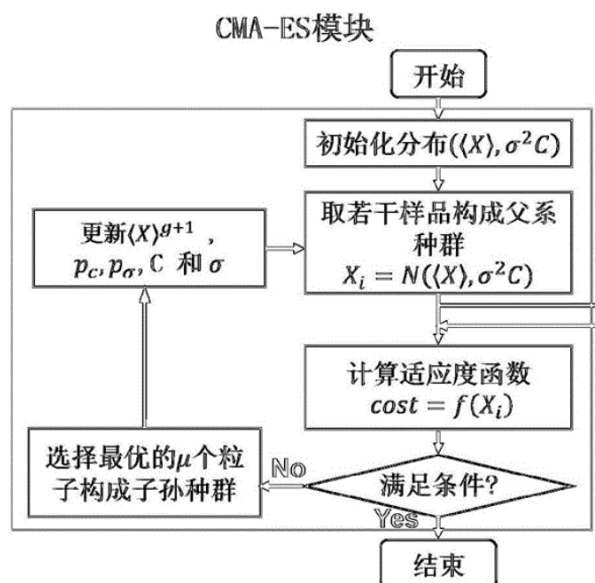 CMA-ES模块
开始
初始化分布(⟨X⟩,σ²C)
取若干样品构成父系
种群
Xᵢ = N(⟨X⟩,σ²C)
计算适应度函数
cost = f(Xᵢ)
满足条件?
No
Yes
选择最优的μ个粒
子构成子孙种群
更新⟨X⟩ᵍ⁺¹ ,
p_C,p_σ,C 和σ
结束